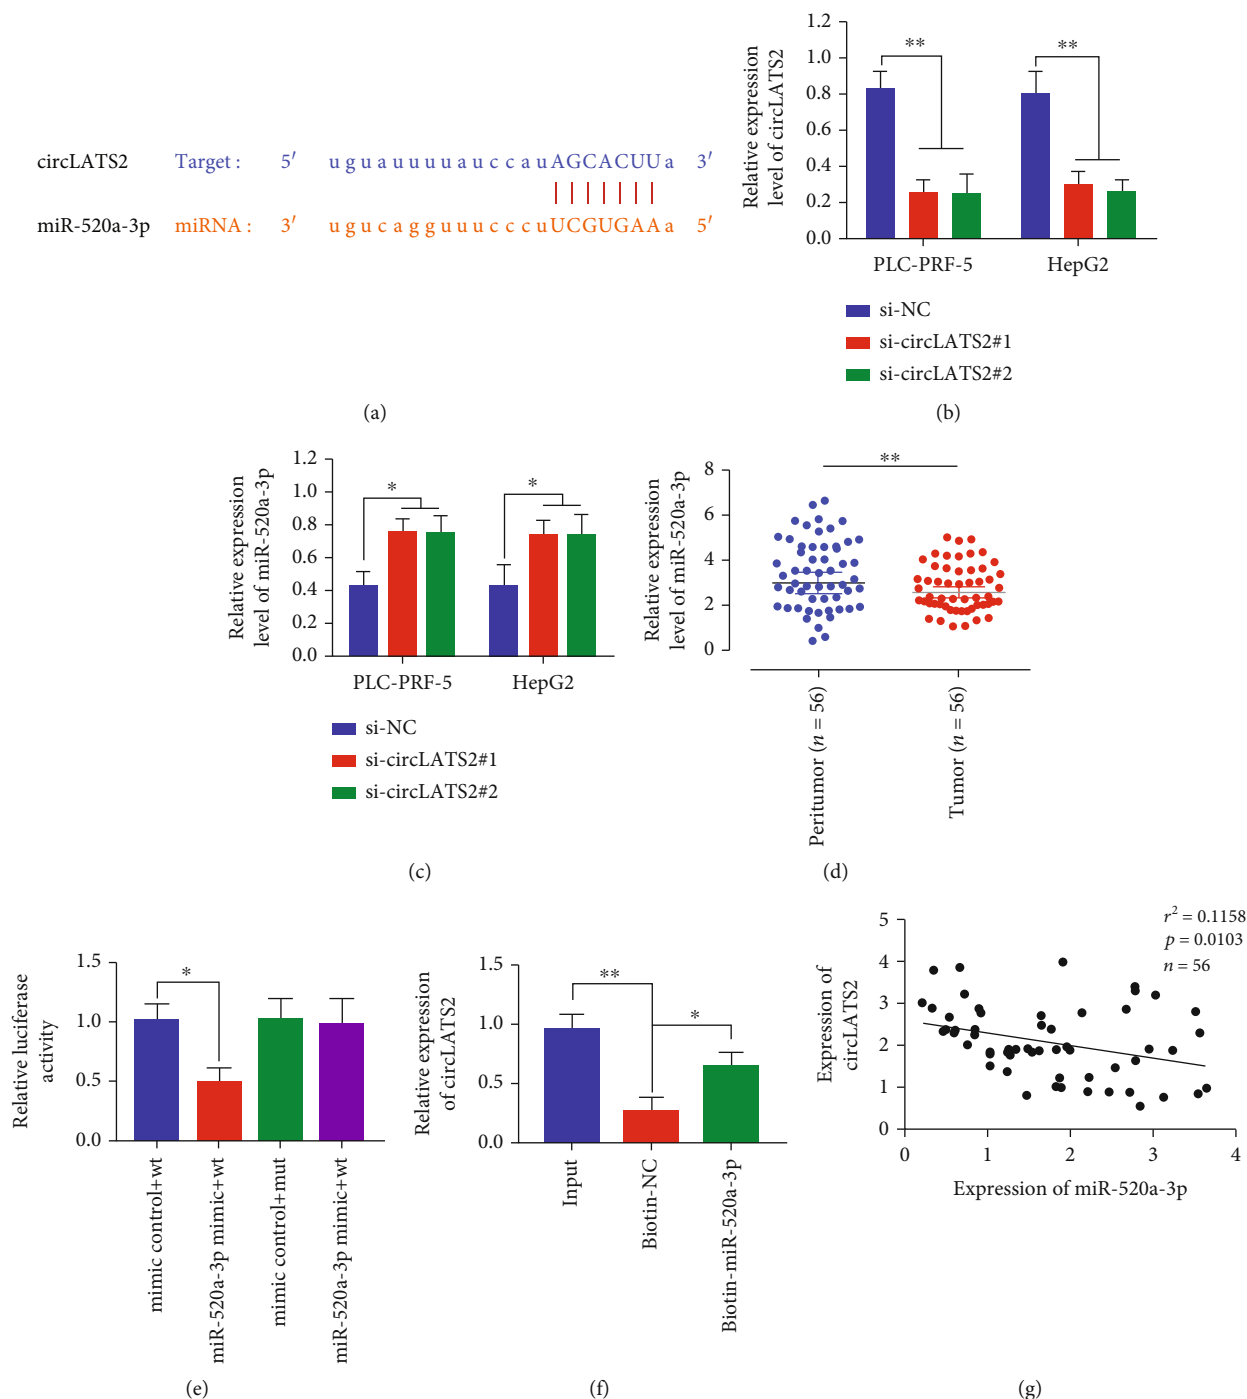 circLATS2 Target : 5′ u g u a u u u u a u c c a u A G C A C U U a 3′
miR-520a-3p miRNA : 3′ u g u c a g g u u u c c c u U C G U G A A a 5′
(a)
Relative expression
level of circLATS2
1.2
1.0
0.8
0.6
0.4
0.2
0.0
**
**
PLC-PRF-5 HepG2
si-NC
si-circLATS2#1
si-circLATS2#2
(b)
Relative expression
level of miR-520a-3p
1.2
1.0
0.8
0.6
0.4
0.2
0.0
*
*
PLC-PRF-5 HepG2
si-NC
si-circLATS2#1
si-circLATS2#2
(c)
Relative expression
level of miR-520a-3p
8
6
4
2
0
**
Peritumor (n = 56)
Tumor (n = 56)
(d)
Relative luciferase
activity
1.5
1.0
0.5
0.0
*
mimic control+wt
miR-520a-3p mimic+wt
mimic control+mut
miR-520a-3p mimic+wt
(e)
Relative expression
of circLATS2
1.5
1.0
0.5
0.0
**
*
Input
Biotin-NC
Biotin-miR-520a-3p
(f)
Expression of
circLATS2
5
4
3
2
1
0
r² = 0.1158
p = 0.0103
n = 56
0 1 2 3 4
Expression of miR-520a-3p
(g)